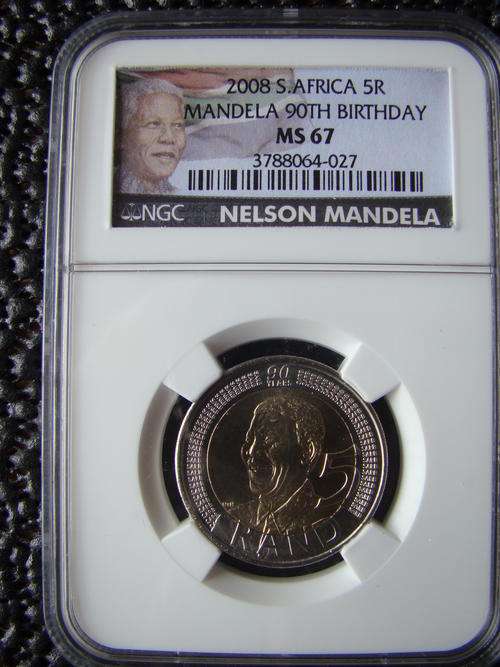 2008 S.AFRICA 5R
MANDELA 90TH BIRTHDAY
MS 67
3788064-027
NGC
NELSON MANDELA
90
YEARS
5
RAND